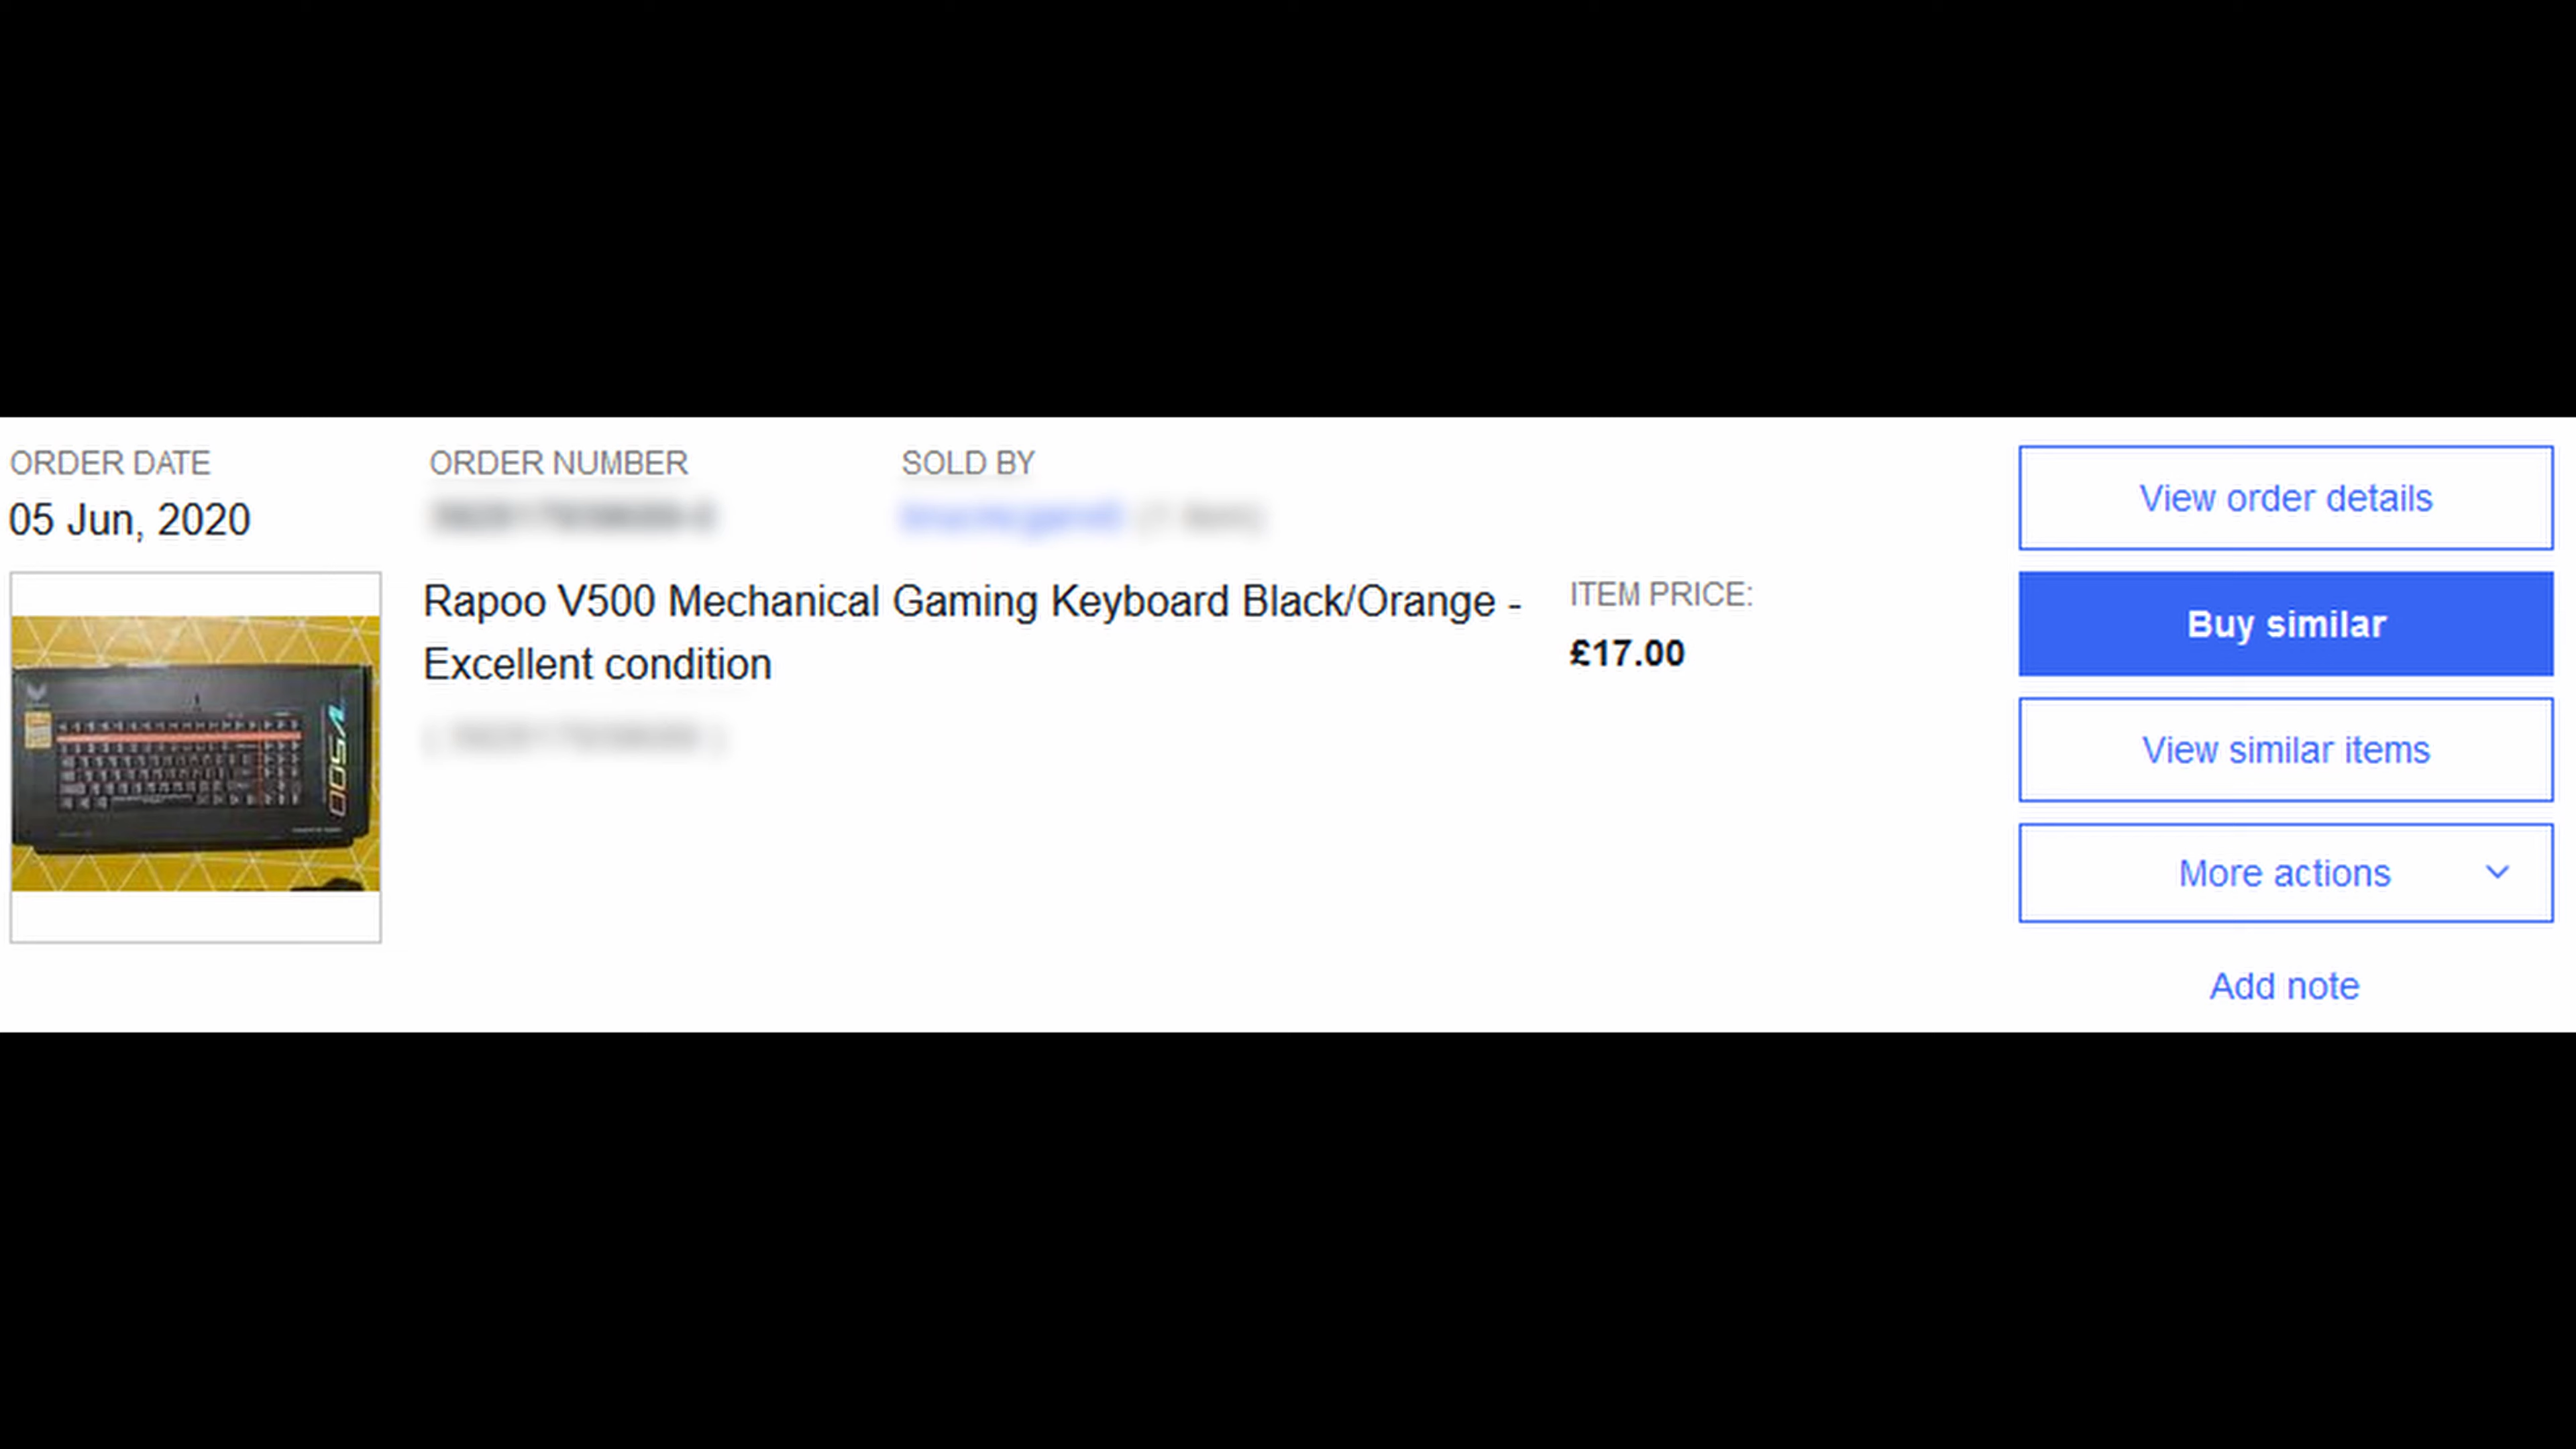 ORDER DATE
ORDER NUMBER
SOLD BY
05 Jun, 2020
View order details
Rapoo V500 Mechanical Gaming Keyboard Black/Orange -
Excellent condition
ITEM PRICE:
£17.00
V500
Buy similar
View similar items
More actions
Add note